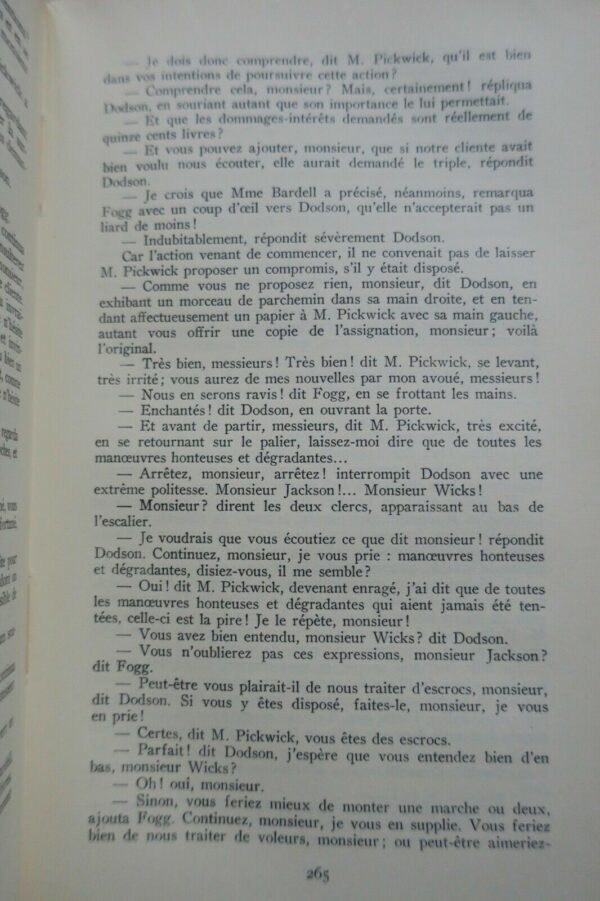 — Je dois donc comprendre, dit M. Pickwick, qu'il est bien
dans vos intentions de poursuivre cette action?
— Comprendre cela, monsieur? Mais, certainement! répliqua
Dodson, en souriant autant que son importance le lui permettait.
— Et que les dommages-intérêts demandés sont réellement de
quinze cents livres?
— Et vous pouvez ajouter, monsieur, que si notre cliente avait
bien voulu nous écouter, elle aurait demandé le triple, répondit
Dodson.
— Je crois que Mme Bardell a précisé, néanmoins, remarqua
Fogg avec un coup d'œil vers Dodson, qu'elle n'accepterait pas un
liard de moins!
— Indubitablement, répondit sévèrement Dodson.
Car l'action venant de commencer, il ne convenait pas de laisser
M. Pickwick proposer un compromis, s'il y était disposé.
— Comme vous ne proposez rien, monsieur, dit Dodson, en
exhibant un morceau de parchemin dans sa main droite, et en ten-
dant affectueusement un papier à M. Pickwick avec sa main gauche,
autant vous offrir une copie de l'assignation, monsieur; voilà
l'original.
— Très bien, messieurs! Très bien! dit M. Pickwick, se levant,
très irrité; vous aurez de mes nouvelles par mon avoué, messieurs!
— Nous en serons ravis! dit Fogg, en se frottant les mains.
— Enchantés! dit Dodson, en ouvrant la porte.
— Et avant de partir, messieurs, dit M. Pickwick, très excité,
en se retournant sur le palier, laissez-moi dire que de toutes les
manœuvres honteuses et dégradantes...
— Arrêtez, monsieur, arrêtez! interrompit Dodson avec une
extrême politesse. Monsieur Jackson!... Monsieur Wicks!
— Monsieur? dirent les deux clercs, apparaissant au bas de
l'escalier.
— Je voudrais que vous écoutiez ce que dit monsieur! répondit
Dodson. Continuez, monsieur, je vous prie : manœuvres honteuses
et dégradantes, disiez-vous, il me semble?
— Oui! dit M. Pickwick, devenant enragé, j'ai dit que de toutes
les manœuvres honteuses et dégradantes qui aient jamais été ten-
tées, celle-ci est la pire! Je le répète, monsieur!
— Vous avez bien entendu, monsieur Wicks? dit Dodson.
— Vous n'oublierez pas ces expressions, monsieur Jackson?
dit Fogg.
— Peut-être vous plairait-il de nous traiter d'escrocs, monsieur,
dit Dodson. Si vous y êtes disposé, faites-le, monsieur, je vous
en prie!
— Certes, dit M. Pickwick, vous êtes des escrocs.
— Parfait! dit Dodson, j'espère que vous entendez bien d'en
bas, monsieur Wicks?
— Oh! oui, monsieur.
— Sinon, vous feriez mieux de monter une marche ou deux,
ajouta Fogg. Continuez, monsieur, je vous en supplie. Vous feriez
bien de nous traiter de voleurs, monsieur; ou peut-être aimeriez-
265